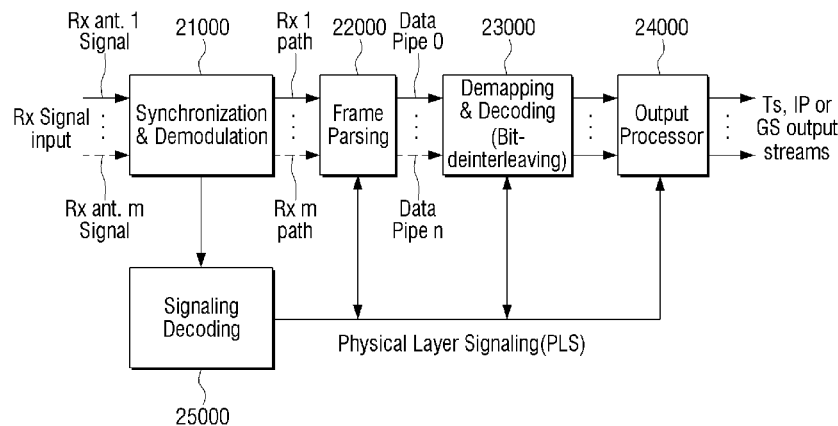 Rx ant. 1
Signal
21000
Rx 1
path
22000
Data
Pipe 0
23000
24000
Rx Signal
input
Synchronization
& Demodulation
Frame
Parsing
Demapping
& Decoding
(Bit-
deinterleaving)
Output
Processor
Ts, IP or
GS output
streams
Rx ant. m
Signal
Rx m
path
Data
Pipe n
Signaling
Decoding
Physical Layer Signaling(PLS)
25000